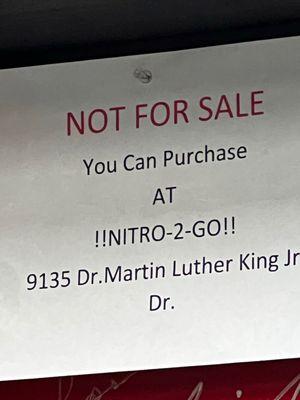 NOT FOR SALE
You Can Purchase
AT
!!NITRO-2-GO!!
9135 Dr.Martin Luther King Jr
Dr.